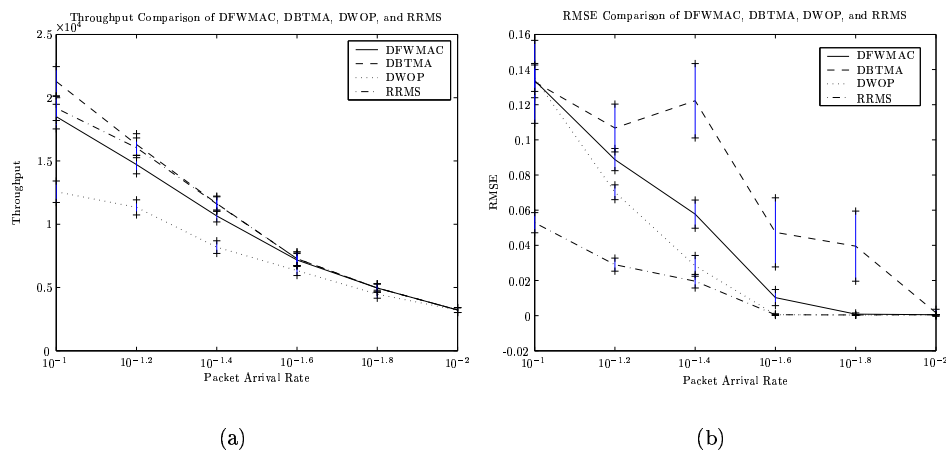 Throughput Comparison of DFWMAC, DBTMA, DWOP, and RRMS
×10⁴
2.5
2
1.5
1
0.5
0
Throughput
DFWMAC
DBTMA
DWOP
RRMS
10⁻¹ 10⁻¹·² 10⁻¹·⁴ 10⁻¹·⁶ 10⁻¹·⁸ 10⁻²
Packet Arrival Rate
(a)
RMSE Comparison of DFWMAC, DBTMA, DWOP, and RRMS
0.16
0.14
0.12
0.1
0.08
0.06
0.04
0.02
0
-0.02
RMSE
DFWMAC
DBTMA
DWOP
RRMS
10⁻¹ 10⁻¹·² 10⁻¹·⁴ 10⁻¹·⁶ 10⁻¹·⁸ 10⁻²
Packet Arrival Rate
(b)